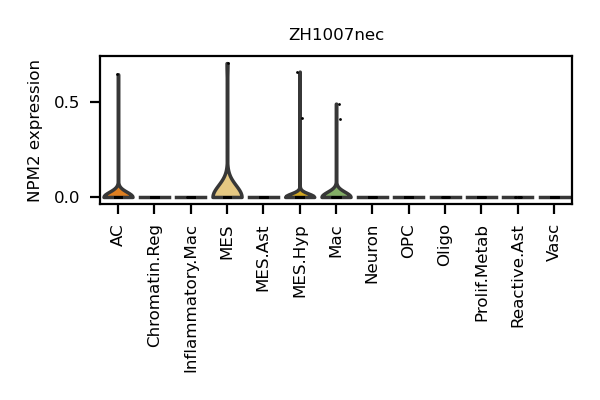 ZH1007nec
NPM2 expression
0.5
0.0
AC
Chromatin.Reg
Inflammatory.Mac
MES
MES.Ast
MES.Hyp
Mac
Neuron
OPC
Oligo
Prolif.Metab
Reactive.Ast
Vasc